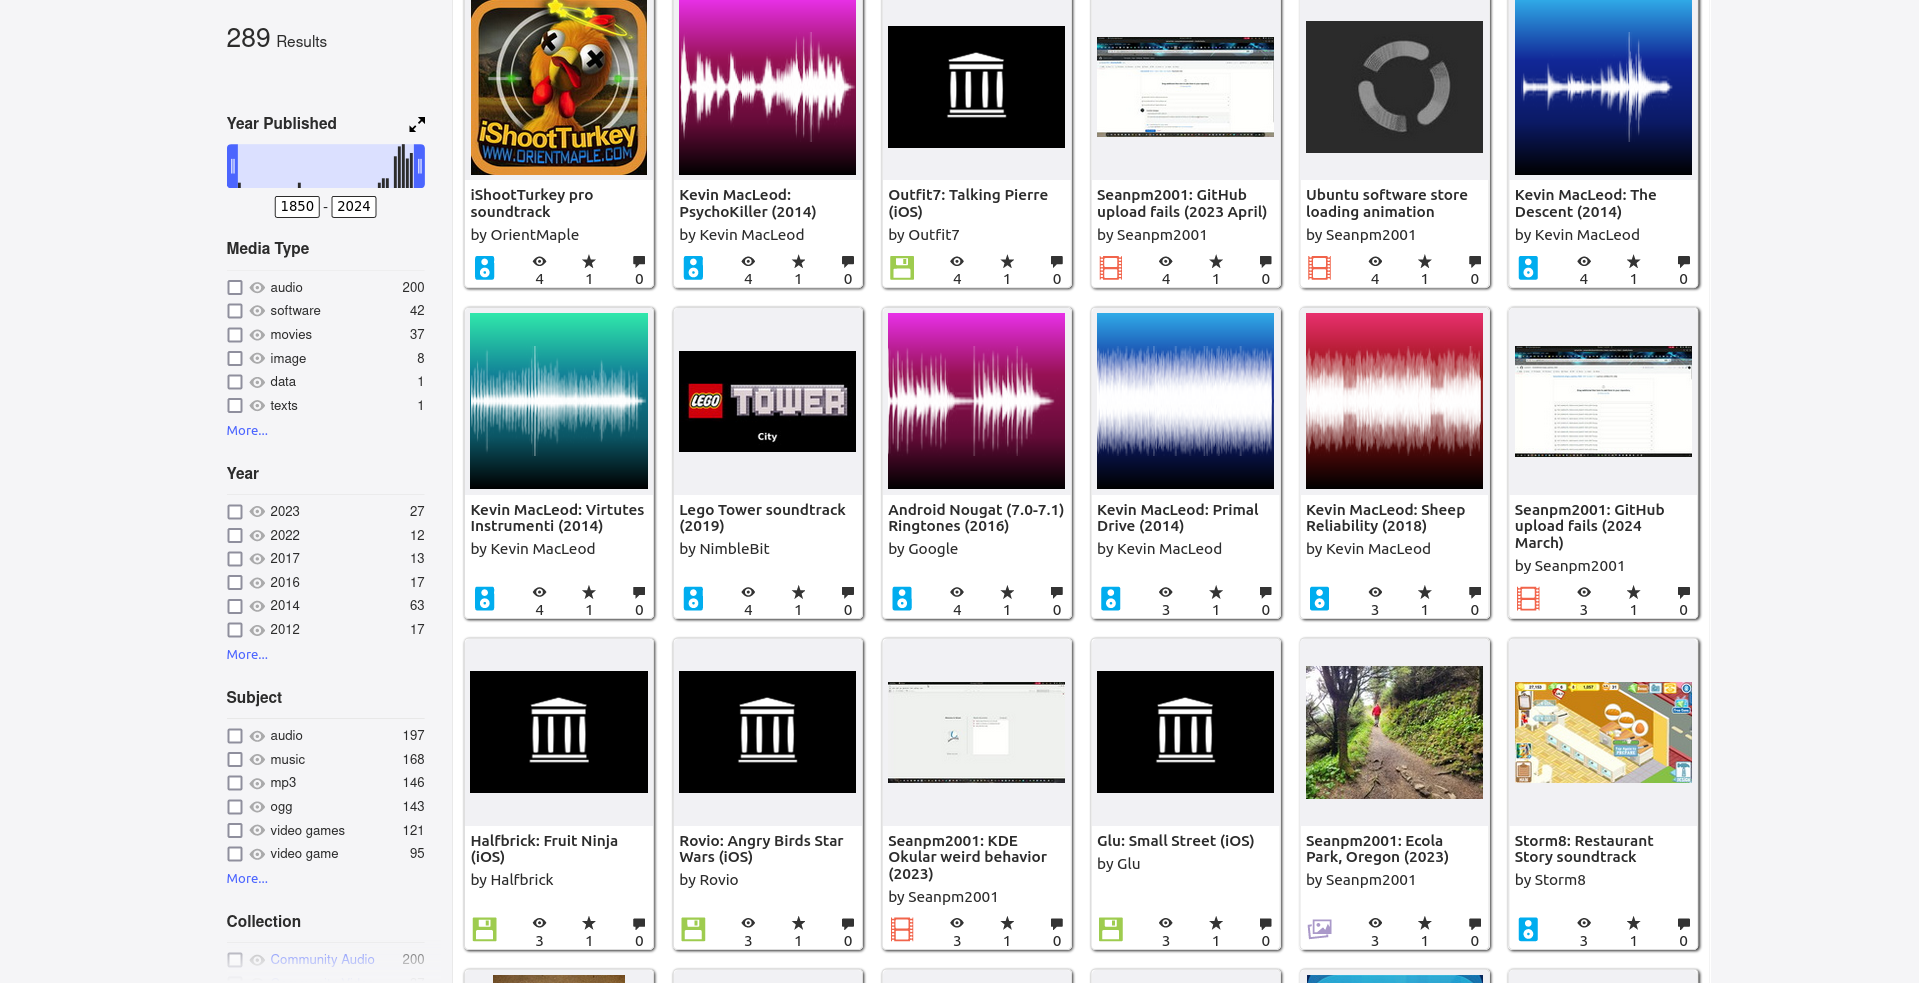 289 Results
Year Published
1850 - 2024
Media Type
audio 200
software 42
movies 37
image 8
data 1
texts 1
More...
Year
2023 27
2022 12
2017 13
2016 17
2014 63
2012 17
More...
Subject
audio 197
music 168
mp3 146
ogg 143
video games 121
video game 95
More...
Collection
Community Audio 200
iShootTurkey
WWW.ORIENTMAPLE.COM
iShootTurkey pro
soundtrack
by OrientMaple
4 1 0
Kevin MacLeod:
PsychoKiller (2014)
by Kevin MacLeod
4 1 0
Outfit7: Talking Pierre
(iOS)
by Outfit7
4 1 0
Seanpm2001: GitHub
upload fails (2023 April)
by Seanpm2001
4 1 0
Ubuntu software store
loading animation
by Seanpm2001
4 1 0
Kevin MacLeod: The
Descent (2014)
by Kevin MacLeod
4 1 0
Kevin MacLeod: Virtutes
Instrumenti (2014)
by Kevin MacLeod
4 1 0
LEGO TOWER
City
Lego Tower soundtrack
(2019)
by NimbleBit
4 1 0
Android Nougat (7.0-7.1)
Ringtones (2016)
by Google
4 1 0
Kevin MacLeod: Primal
Drive (2014)
by Kevin MacLeod
3 1 0
Kevin MacLeod: Sheep
Reliability (2018)
by Kevin MacLeod
3 1 0
Seanpm2001: GitHub
upload fails (2024
March)
by Seanpm2001
3 1 0
Halfbrick: Fruit Ninja
(iOS)
by Halfbrick
3 1 0
Rovio: Angry Birds Star
Wars (iOS)
by Rovio
3 1 0
Seanpm2001: KDE
Okular weird behavior
(2023)
by Seanpm2001
3 1 0
Glu: Small Street (iOS)
by Glu
3 1 0
Seanpm2001: Ecola
Park, Oregon (2023)
by Seanpm2001
3 1 0
Storm8: Restaurant
Story soundtrack
by Storm8
3 1 0